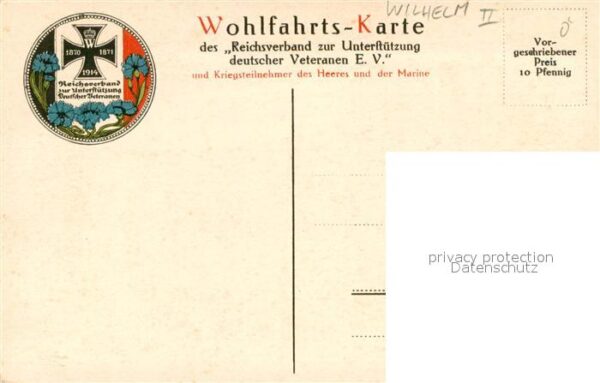 WILHELM II
Wohlfahrts-Karte
des „Reichsverband zur Unterstützung
deutscher Veteranen E. V.“
und Kriegsteilnehmer des Heeres und der Marine
Vor-
geschriebener
Preis
10 Pfennig
W
1870 1871
1914
Reichsverband
zur Unterstützung
Deutscher Veteranen
privacy protection
Datenschutz